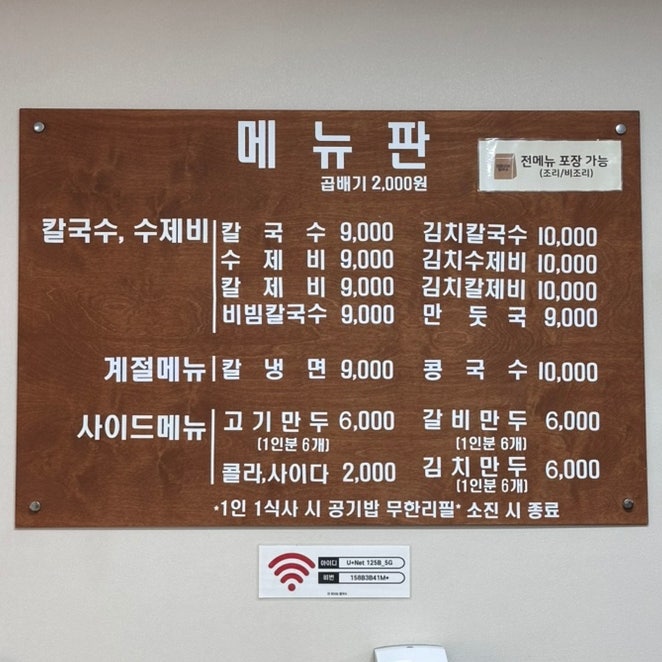 메뉴판
곱배기 2,000원
전메뉴 포장 가능
(조리/비조리)
칼국수, 수제비
칼국수 9,000 김치칼국수 10,000
수제비 9,000 김치수제비 10,000
칼제비 9,000 김치칼제비 10,000
비빔칼국수 9,000 만둣국 9,000
계절메뉴 칼냉면 9,000 콩국수 10,000
사이드메뉴
고기만두 6,000 갈비만두 6,000
(1인분 6개) (1인분 6개)
콜라,사이다 2,000 김치만두 6,000
(1인분 6개)
*1인 1식사 시 공기밥 무한리필* 소진 시 종료
아이디 U+Net 125B_5G
비번 158B3B41M+